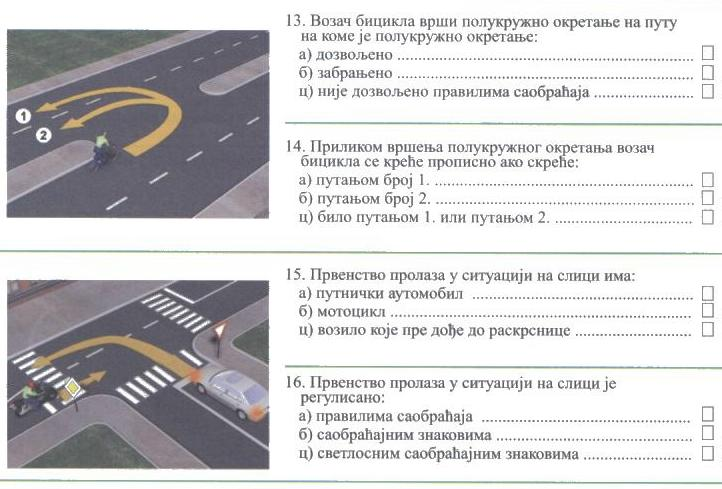 13. Возач бицикла врши полукружно окретање на путу
на коме је полукружно окретање:
а) дозвољено ........................................................................
б) забрањено ........................................................................
ц) није дозвољено правилима саобраћаја ........................
1
2
14. Приликом вршења полукружног окретања возач
бицикла се креће прописно ако скреће:
а) путањом број 1. ...............................................................
б) путањом број 2. ...............................................................
ц) било путањом 1. или путањом 2. ..................................
15. Првенство пролаза у ситуацији на слици има:
а) путнички аутомобил ......................................................
б) мотоцикл ........................................................................
ц) возило које пре дође до раскрснице ............................
16. Првенство пролаза у ситуацији на слици је
регулисано:
а) правилима саобраћаја ...................................................
б) саобраћајним знаковима ................................................
ц) светлосним саобраћајним знаковима ..........................